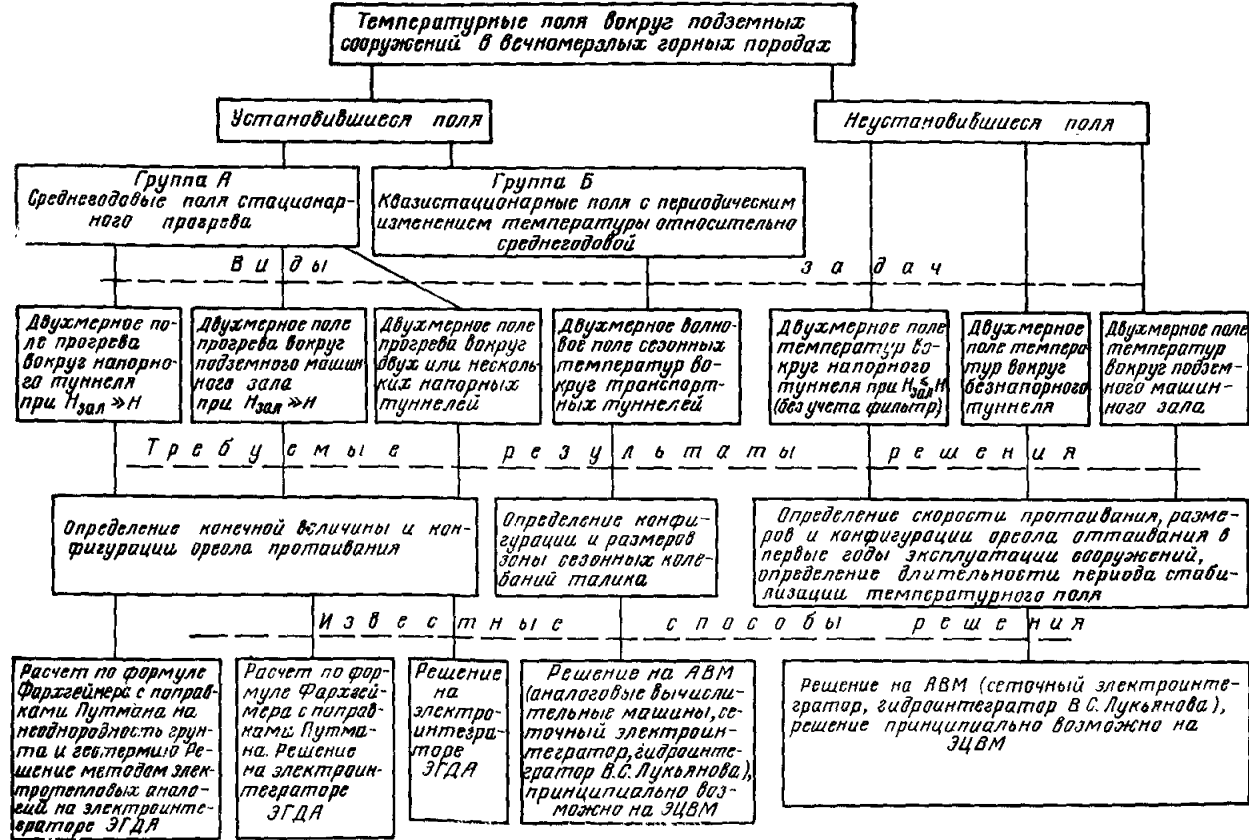 Температурные поля вокруг подземных
сооружений в вечномерзлых горных породах
Установившиеся поля
Неустановившиеся поля
Группа А
Среднегодовые поля стационар-
ного прогрева
Группа Б
Квазистационарные поля с периодическим
изменением температуры относительно
среднегодовой
Виды задач
Двухмерное по-
ле прогрева
вокруг напорно-
го туннеля
при Hзал ≫ H
Двухмерное поле
прогрева вокруг
подземного машин
ного зала
при Hзал ≫ H
Двухмерное поле
прогрева вокруг
двух или несколь-
ких напорных
туннелей
Двухмерное волно-
вое поле сезонных
температур во-
круг транспорт-
ных туннелей
Двухмерное поле
температур во-
круг напорного
туннеля при Hзал ≤ H
(без учета фильтр)
Двухмерное
поле темпера
тур вокруг
безнапорного
туннеля
Двухмерное поле
температур
вокруг подзем-
ного машин-
ного зала
Требуемые результаты решения
Определение конечной величины и кон-
фигурации ореола протаивания
Определение конфи-
гурации и размеров
зоны сезонных коле-
баний талика
Определение скорости протаивания, разме-
ров и конфигурации ореола оттаивания в
первые годы эксплуатации сооружений,
определение длительности периода стаби-
лизации температурного поля
Известные способы решения
Расчет по формуле
Фархгеймера с поправ-
ками Путмана на
неоднородность грун-
та и геотермию Ре-
шение методом элек-
тротепловых анало-
гий на электроинте-
граторе ЭГДА
Расчет по фор-
муле Фархгей-
мера с поправ-
ками Путма-
на. Решение
на электроин-
теграторе
ЭГДА
Решение
на
электро-
интегра-
торе
ЭГДА
Решение на АВМ
(аналоговые вычисли-
тельные машины, се-
точный электроин-
тегратор, гидроинте-
гратор В.С. Лукьянова),
принципиально воз-
можно на ЭЦВМ
Решение на АВМ (сеточный электроинте-
гратор, гидроинтегратор В.С. Лукьянова),
решение принципиально возможно на
ЭЦВМ